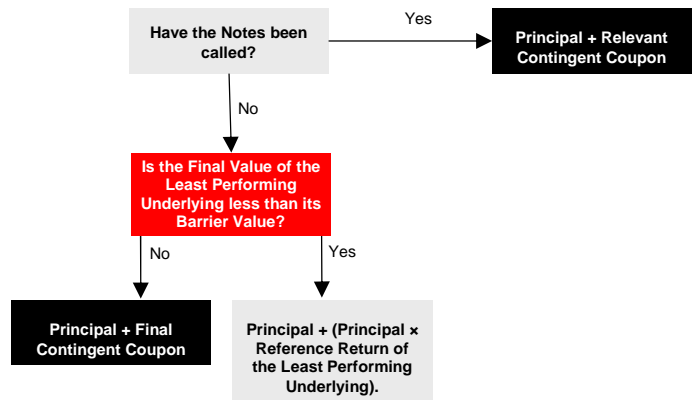 Have the Notes been
called?
Yes
Principal + Relevant
Contingent Coupon
No
Is the Final Value of the
Least Performing
Underlying less than its
Barrier Value?
No
Yes
Principal + Final
Contingent Coupon
Principal + (Principal ×
Reference Return of
the Least Performing
Underlying).